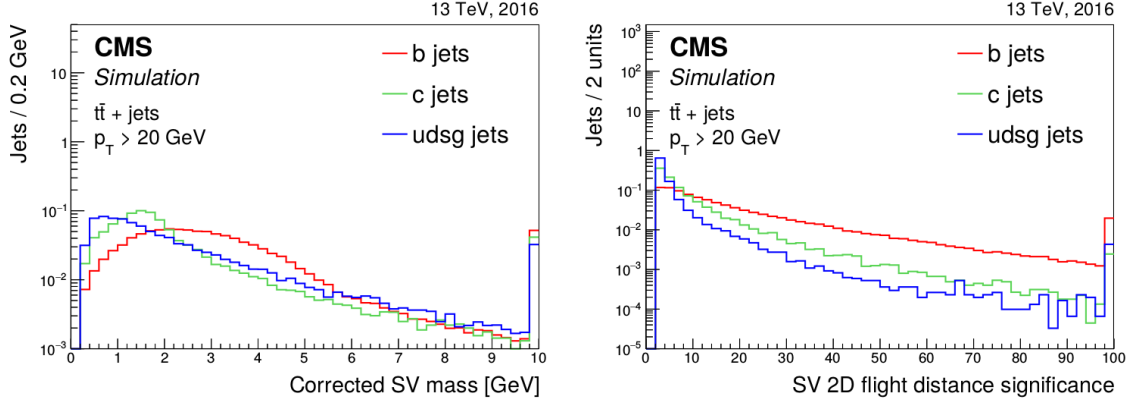 13 TeV, 2016
Jets / 0.2 GeV
CMS
Simulation
tt̄ + jets
p_T > 20 GeV
b jets
c jets
udsg jets
10
1
10⁻¹
10⁻²
10⁻³
0 1 2 3 4 5 6 7 8 9 10
Corrected SV mass [GeV]
13 TeV, 2016
Jets / 2 units
CMS
Simulation
tt̄ + jets
p_T > 20 GeV
b jets
c jets
udsg jets
10³
10²
10
1
10⁻¹
10⁻²
10⁻³
10⁻⁴
10⁻⁵
0 10 20 30 40 50 60 70 80 90 100
SV 2D flight distance significance